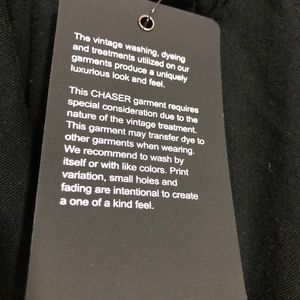 The vintage washing, dyeing
and treatments utilized on our
garments produce a uniquely
luxurious look and feel.
This CHASER garment requires
special consideration due to the
nature of the vintage treatment.
This garment may transfer dye to
other garments when wearing.
We recommend to wash by
itself or with like colors. Print
variation, small holes and
fading are intentional to create
a one of a kind feel.